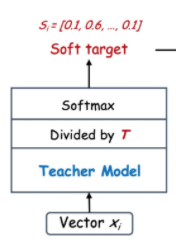 Sᵢ = [0.1, 0.6, ..., 0.1]
Soft target
Softmax
Divided by T
Teacher Model
Vector xᵢ